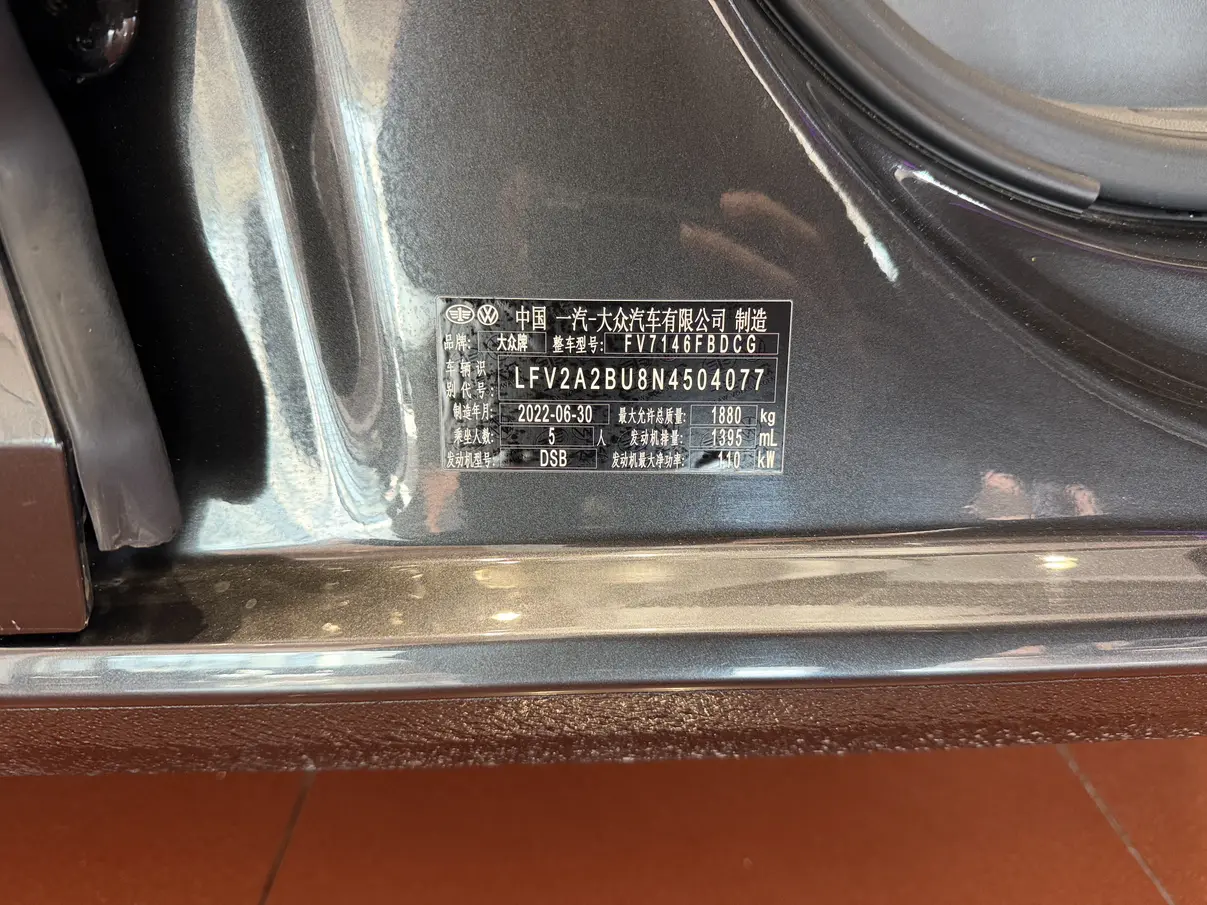 中国 一汽-大众汽车有限公司 制造
品牌: 大众牌 整车型号: FV7146FBDCG
车辆识别代号: LFV2A2BU8N4504077
制造年月: 2022-06-30 最大允许总质量: 1880 kg
乘坐人数: 5 人 发动机排量: 1395 mL
发动机型号: DSB 发动机最大净功率: 110 kW